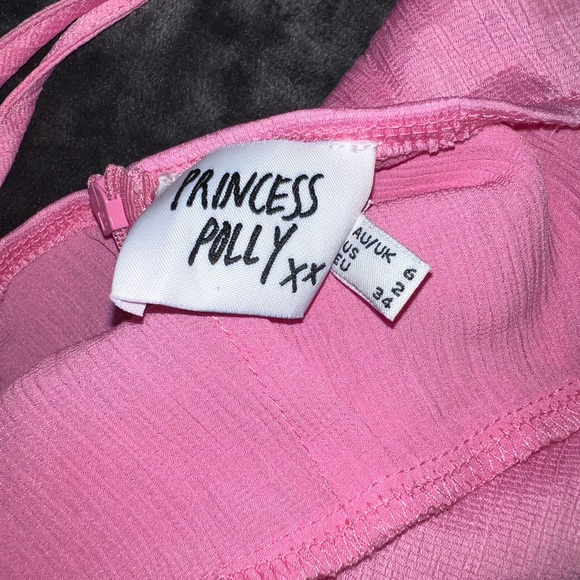 PRINCESS
POLLY
xx
AU/UK 6
US 2
EU 34